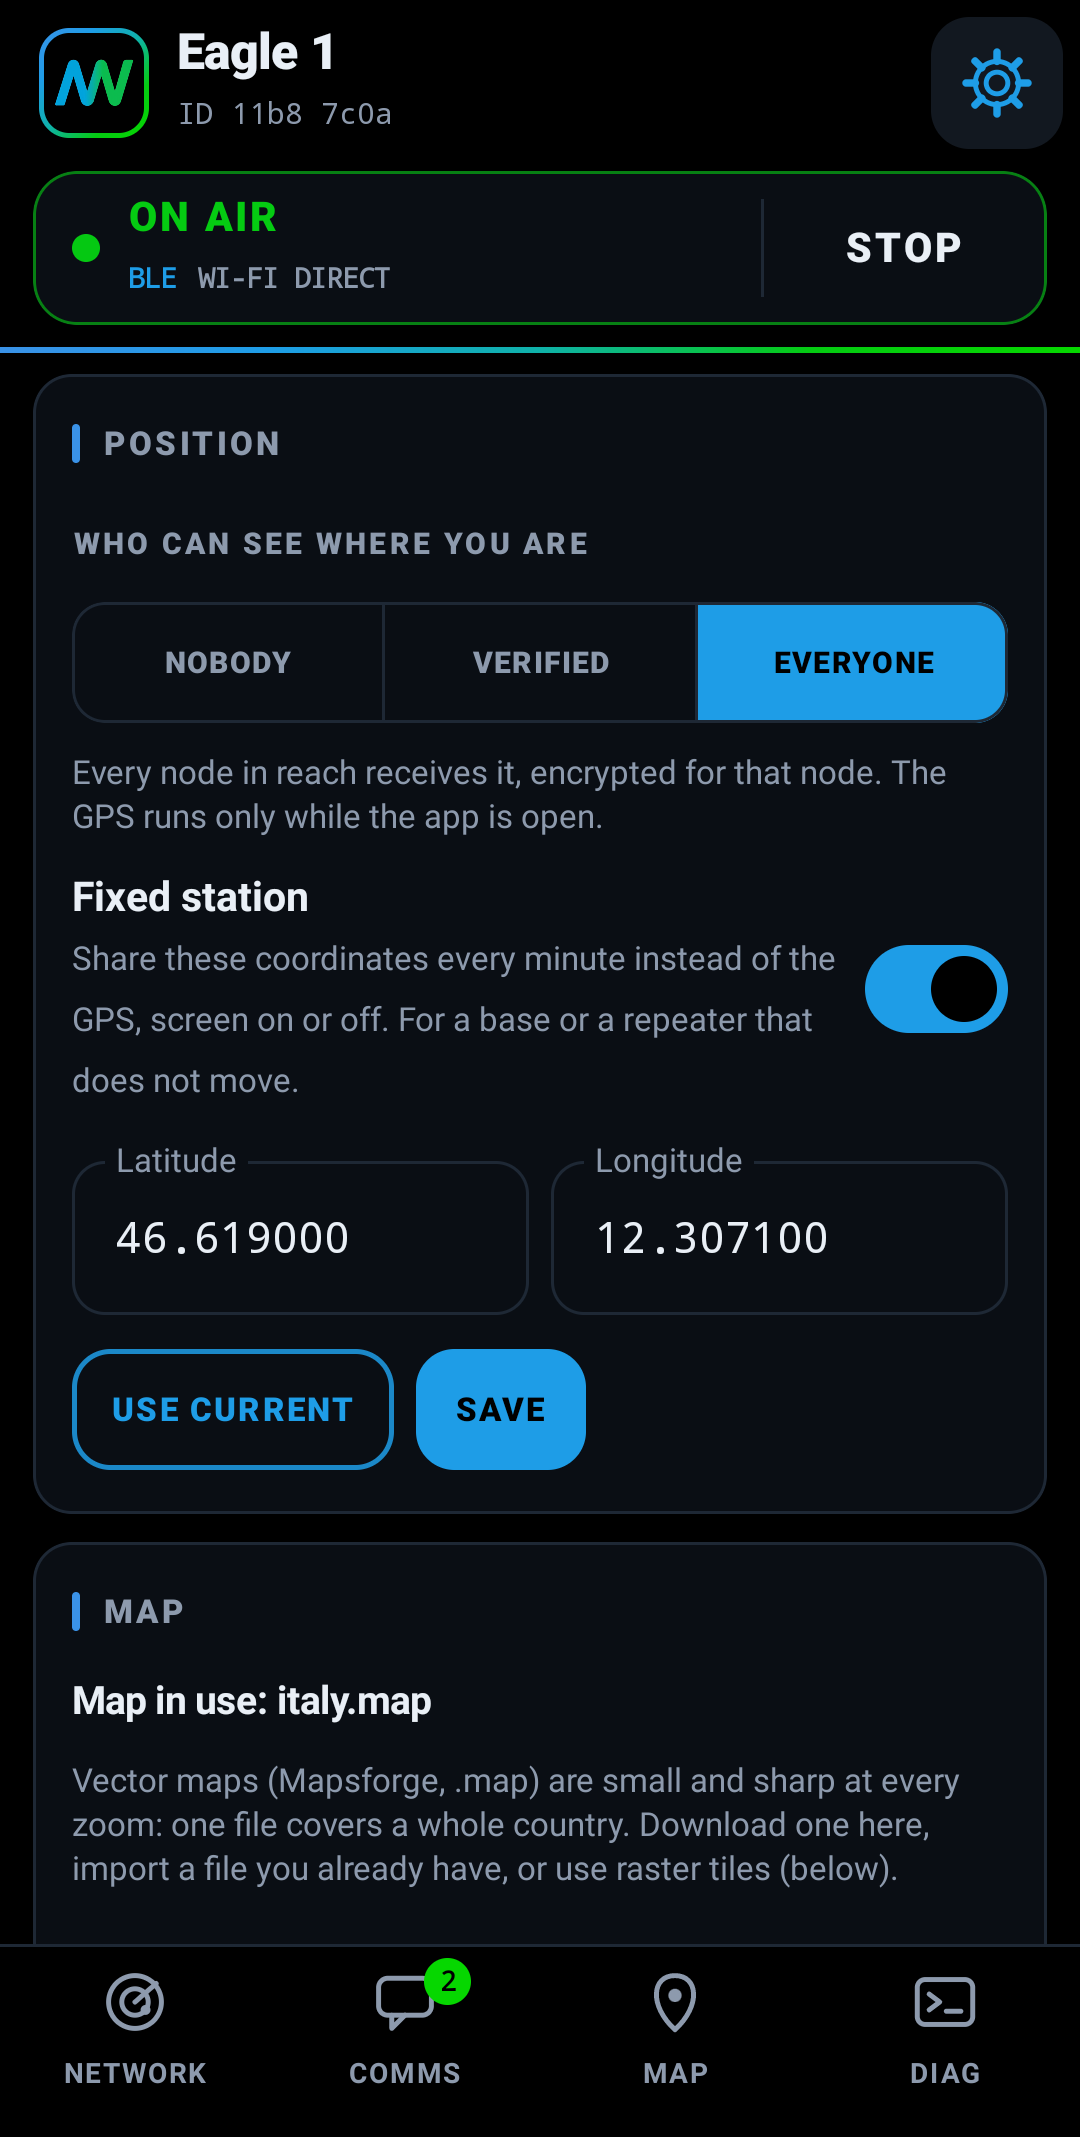 Eagle 1
ID 11b8 7c0a
ON AIR
BLE WI-FI DIRECT
STOP
POSITION
WHO CAN SEE WHERE YOU ARE
NOBODY
VERIFIED
EVERYONE
Every node in reach receives it, encrypted for that node. The
GPS runs only while the app is open.
Fixed station
Share these coordinates every minute instead of the
GPS, screen on or off. For a base or a repeater that
does not move.
Latitude
46.619000
Longitude
12.307100
USE CURRENT
SAVE
MAP
Map in use: italy.map
Vector maps (Mapsforge, .map) are small and sharp at every
zoom: one file covers a whole country. Download one here,
import a file you already have, or use raster tiles (below).
2
NETWORK
COMMS
MAP
DIAG